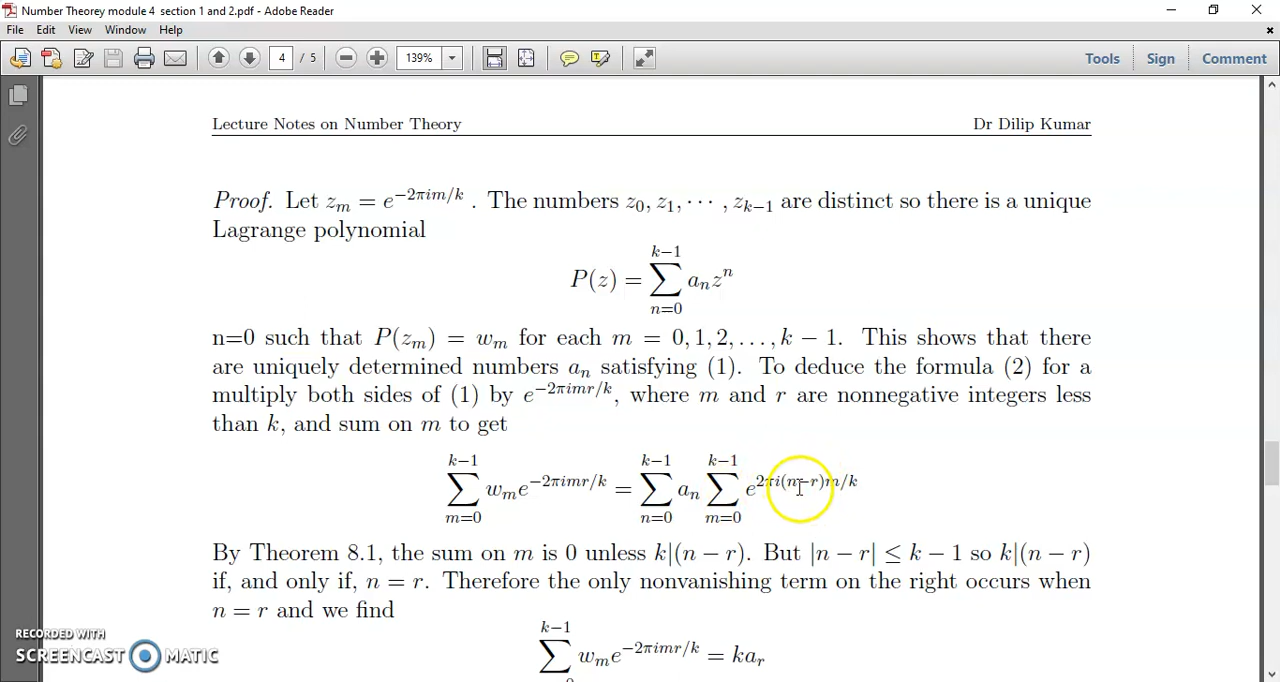 Number Theorey module 4 section 1 and 2.pdf - Adobe Reader
File Edit View Window Help
4 / 5 139% Tools Sign Comment
Lecture Notes on Number Theory Dr Dilip Kumar
Proof. Let z_m = e^{−2πim/k} . The numbers z_0, z_1, ⋯ , z_{k−1} are distinct so there is a unique
Lagrange polynomial
P(z) = \sum_{n=0}^{k−1} a_n z^n
n=0 such that P(z_m) = w_m for each m = 0, 1, 2, . . . , k − 1. This shows that there
are uniquely determined numbers a_n satisfying (1). To deduce the formula (2) for a
multiply both sides of (1) by e^{−2πimr/k}, where m and r are nonnegative integers less
than k, and sum on m to get
\sum_{m=0}^{k−1} w_m e^{−2πimr/k} = \sum_{n=0}^{k−1} a_n \sum_{m=0}^{k−1} e^{2πi(n−r)m/k}
By Theorem 8.1, the sum on m is 0 unless k|(n − r). But |n − r| ≤ k − 1 so k|(n − r)
if, and only if, n = r. Therefore the only nonvanishing term on the right occurs when
n = r and we find
\sum^{k−1} w_m e^{−2πimr/k} = ka_r
RECORDED WITH
SCREENCAST MATIC